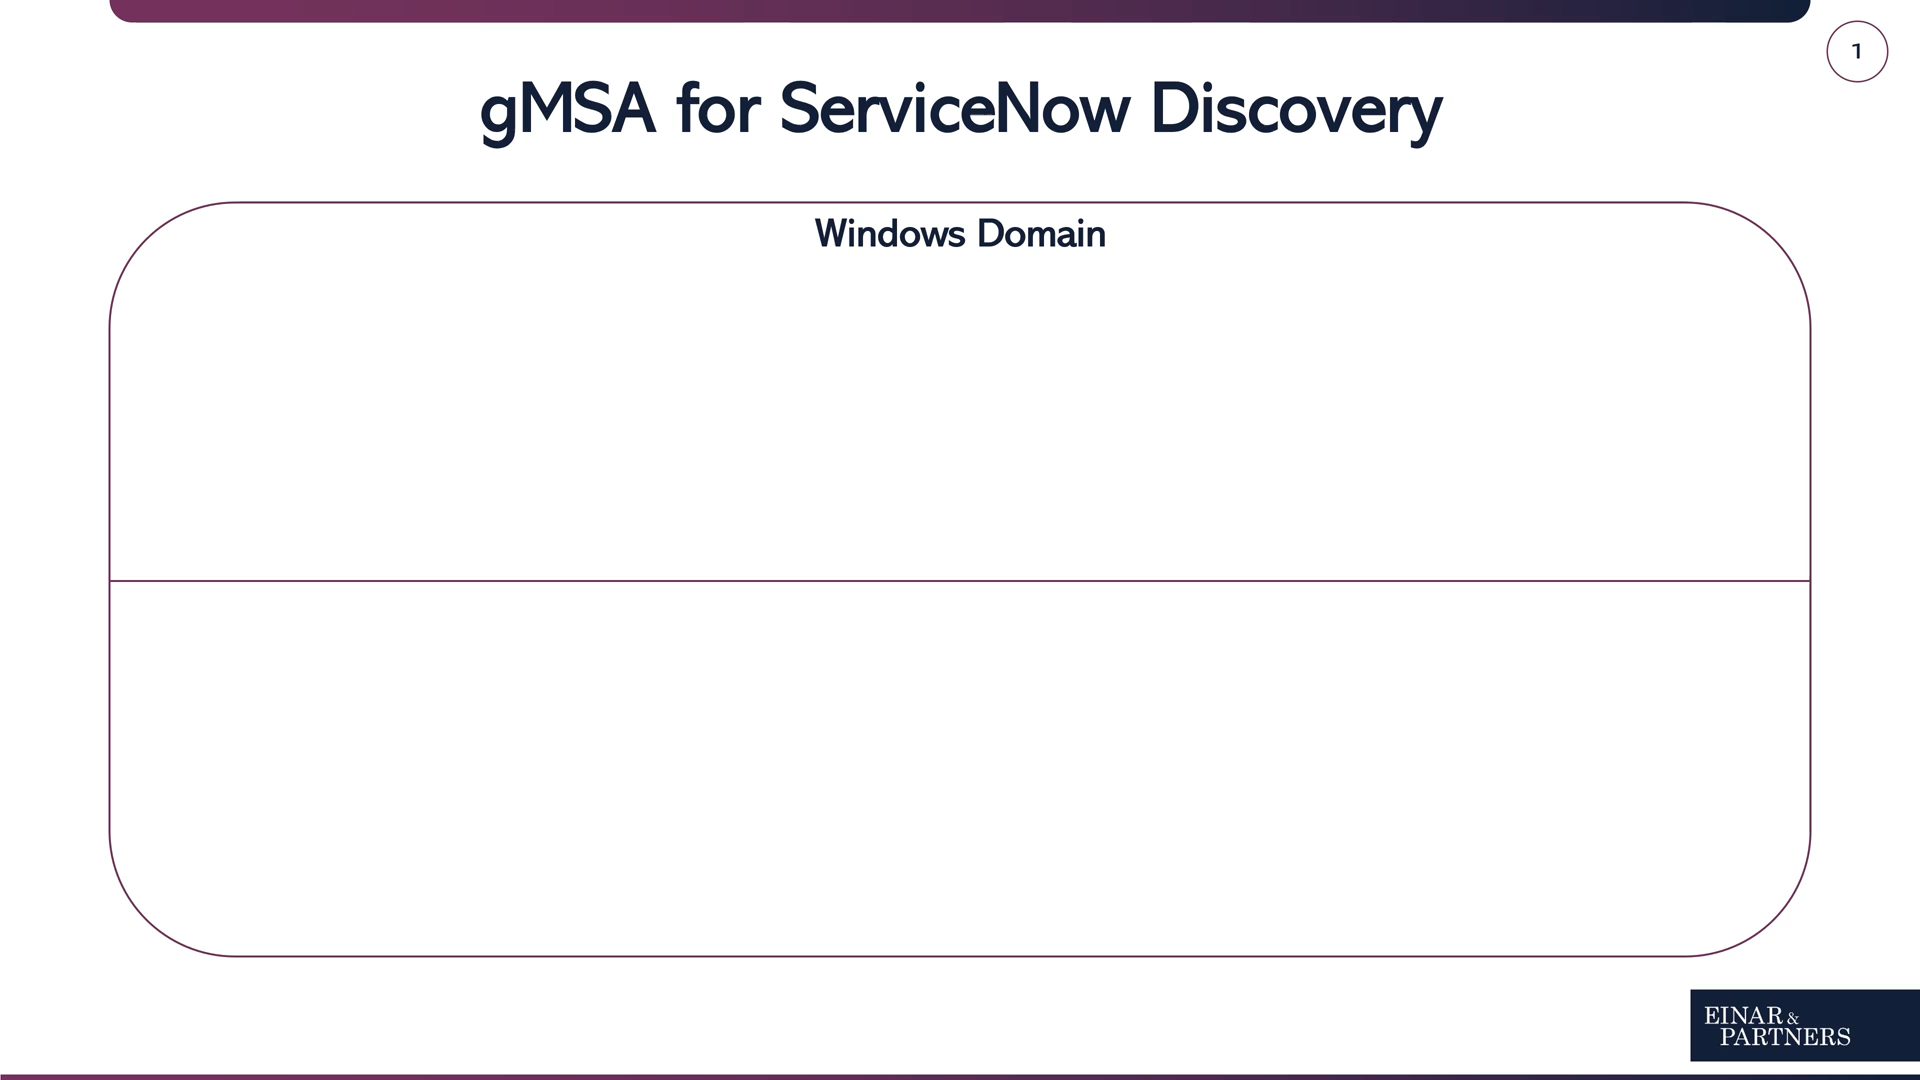 1
gMSA for ServiceNow Discovery
Windows Domain
EINAR &
PARTNERS